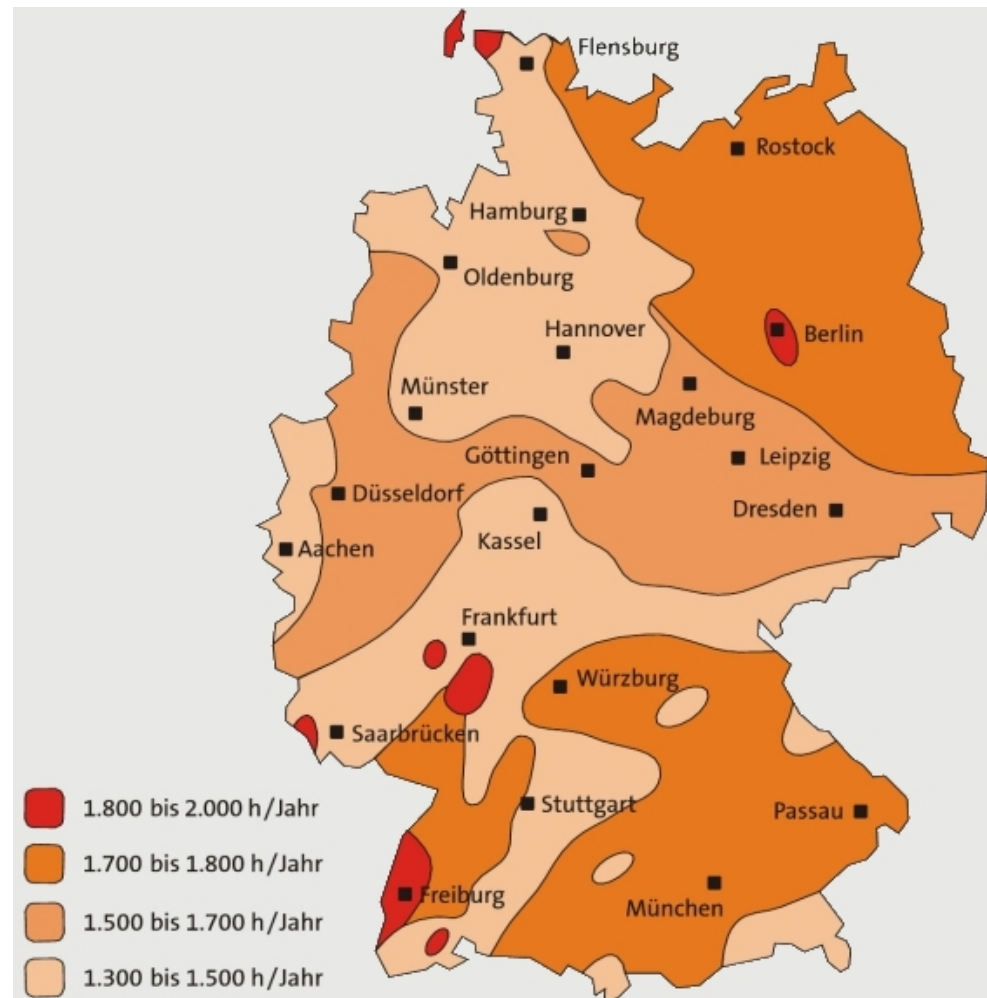 Flensburg
Rostock
Hamburg
Oldenburg
Hannover
Berlin
Münster
Magdeburg
Göttingen
Leipzig
Düsseldorf
Dresden
Kassel
Aachen
Frankfurt
Würzburg
Saarbrücken
Stuttgart
Passau
Freiburg
München
1.800 bis 2.000 h/Jahr
1.700 bis 1.800 h/Jahr
1.500 bis 1.700 h/Jahr
1.300 bis 1.500 h/Jahr